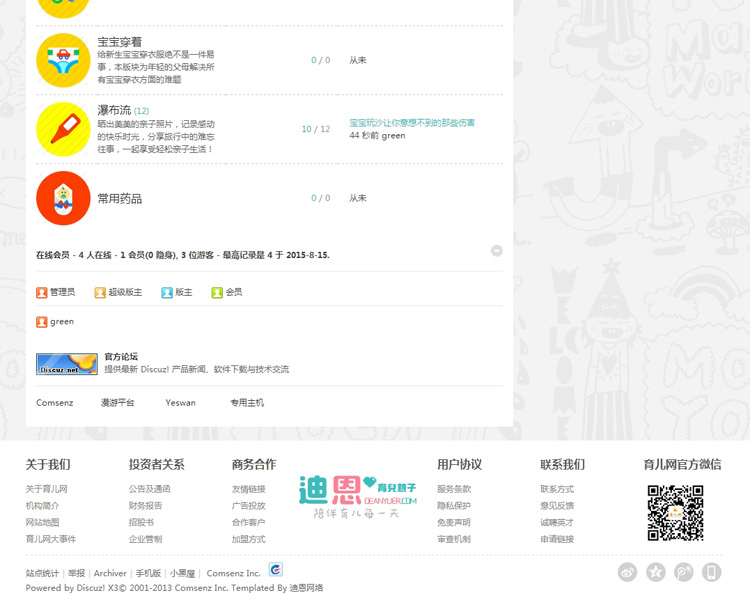 宝宝穿着
给新生宝宝穿衣服绝不是一件易
事，本版块为年轻的父母解决所
有宝宝穿衣方面的难题
0 / 0
从未
瀑布流 (12)
晒出美美的亲子照片，记录感动
的快乐时光，分享旅行中的难忘
往事，一起享受轻松亲子生活！
10 / 12
宝宝玩沙让你意想不到的那些伤害
44 秒前 green
常用药品
0 / 0
从未
在线会员 - 4 人在线 - 1 会员(0 隐身), 3 位游客 - 最高记录是 4 于 2015-8-15.
管理员 超级版主 版主 会员
green
Discuz!net
官方论坛
提供最新 Discuz! 产品新闻、软件下载与技术交流
Comsenz 漫游平台 Yeswan 专用主机
关于我们
关于育儿网
机构简介
网站地图
育儿网大事件
投资者关系
公告及通函
财务报告
招股书
企业管制
商务合作
友情链接
广告投放
合作客户
加盟方式
迪恩 育兒親子
DEANYUER.COM
陪伴育儿每一天
用户协议
服务条款
隐私保护
免责声明
审查机制
联系我们
联系方式
意见反馈
诚聘英才
申请链接
育儿网官方微信
站点统计 | 举报 | Archiver | 手机版 | 小黑屋 | Comsenz Inc.
Powered by Discuz! X3© 2001-2013 Comsenz Inc. Templated By 迪恩网络